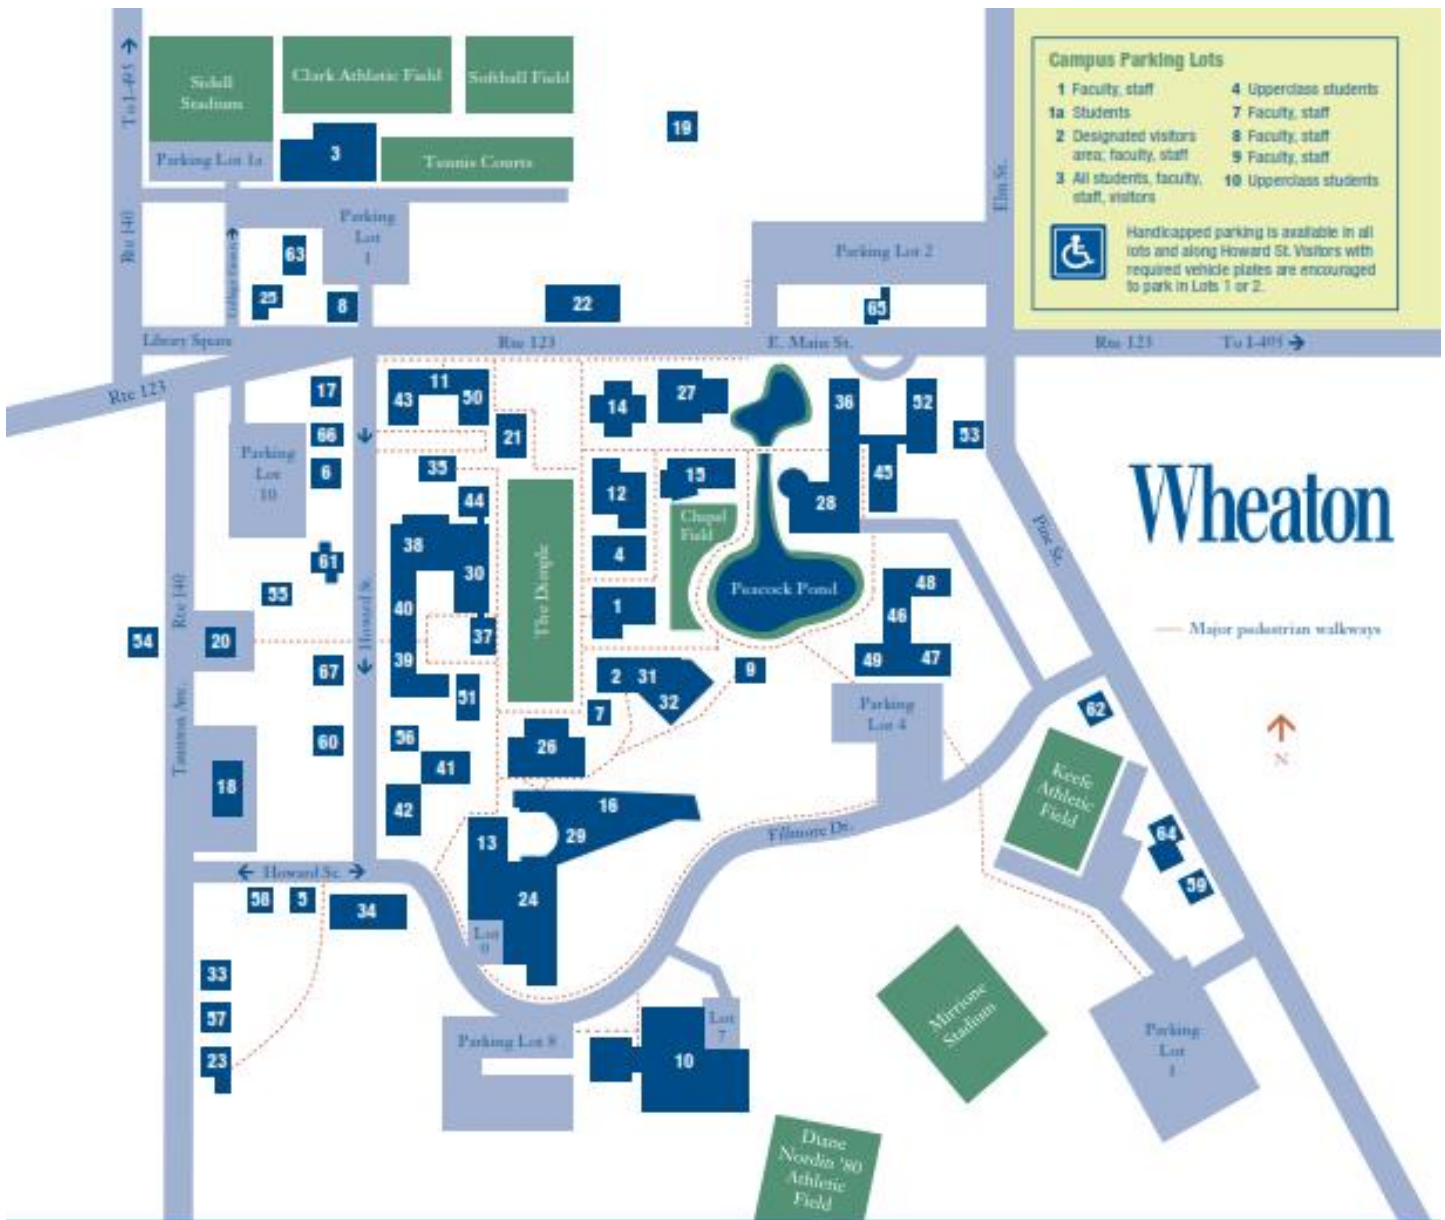 To I-495
Sidell
Stadium
Clark Athletic Field
Softball Field
Parking Lot 1a
3
Tennis Courts
19
Elm St.
Campus Parking Lots
1 Faculty, staff
1a Students
2 Designated visitors
area; faculty, staff
3 All students, faculty,
staff, visitors
4 Upperclass students
7 Faculty, staff
8 Faculty, staff
9 Faculty, staff
10 Upperclass students
Handicapped parking is available in all
lots and along Howard St. Visitors with
required vehicle plates are encouraged
to park in Lots 1 or 2.
Rte 140
Parking
Lot
1
63
25
8
22
Parking Lot 2
65
Library Square
Rte 123
E. Main St.
Rte 123
To I-495
Rte 123
17
11
43
50
14
27
36
52
66
21
53
Parking
Lot
10
6
35
15
45
44
12
28
Chapel
Field
Wheaton
38
4
Pine St.
61
30
The Dimple
Peacock Pond
48
55
40
1
46
Rte 140
Howard St.
54
20
37
Major pedestrian walkways
67
39
2
31
9
49
47
51
32
Parking
Lot 4
7
62
N
60
56
26
Taunton Ave.
41
18
42
16
Keefe
Athletic
Field
13
29
Fillmore Dr.
64
Howard St.
58
5
34
24
59
Lot
9
33
Mirrione
Stadium
57
Lot
7
Parking Lot 8
Parking
Lot
23
10
Diane
Nordin '80
Athletic
Field